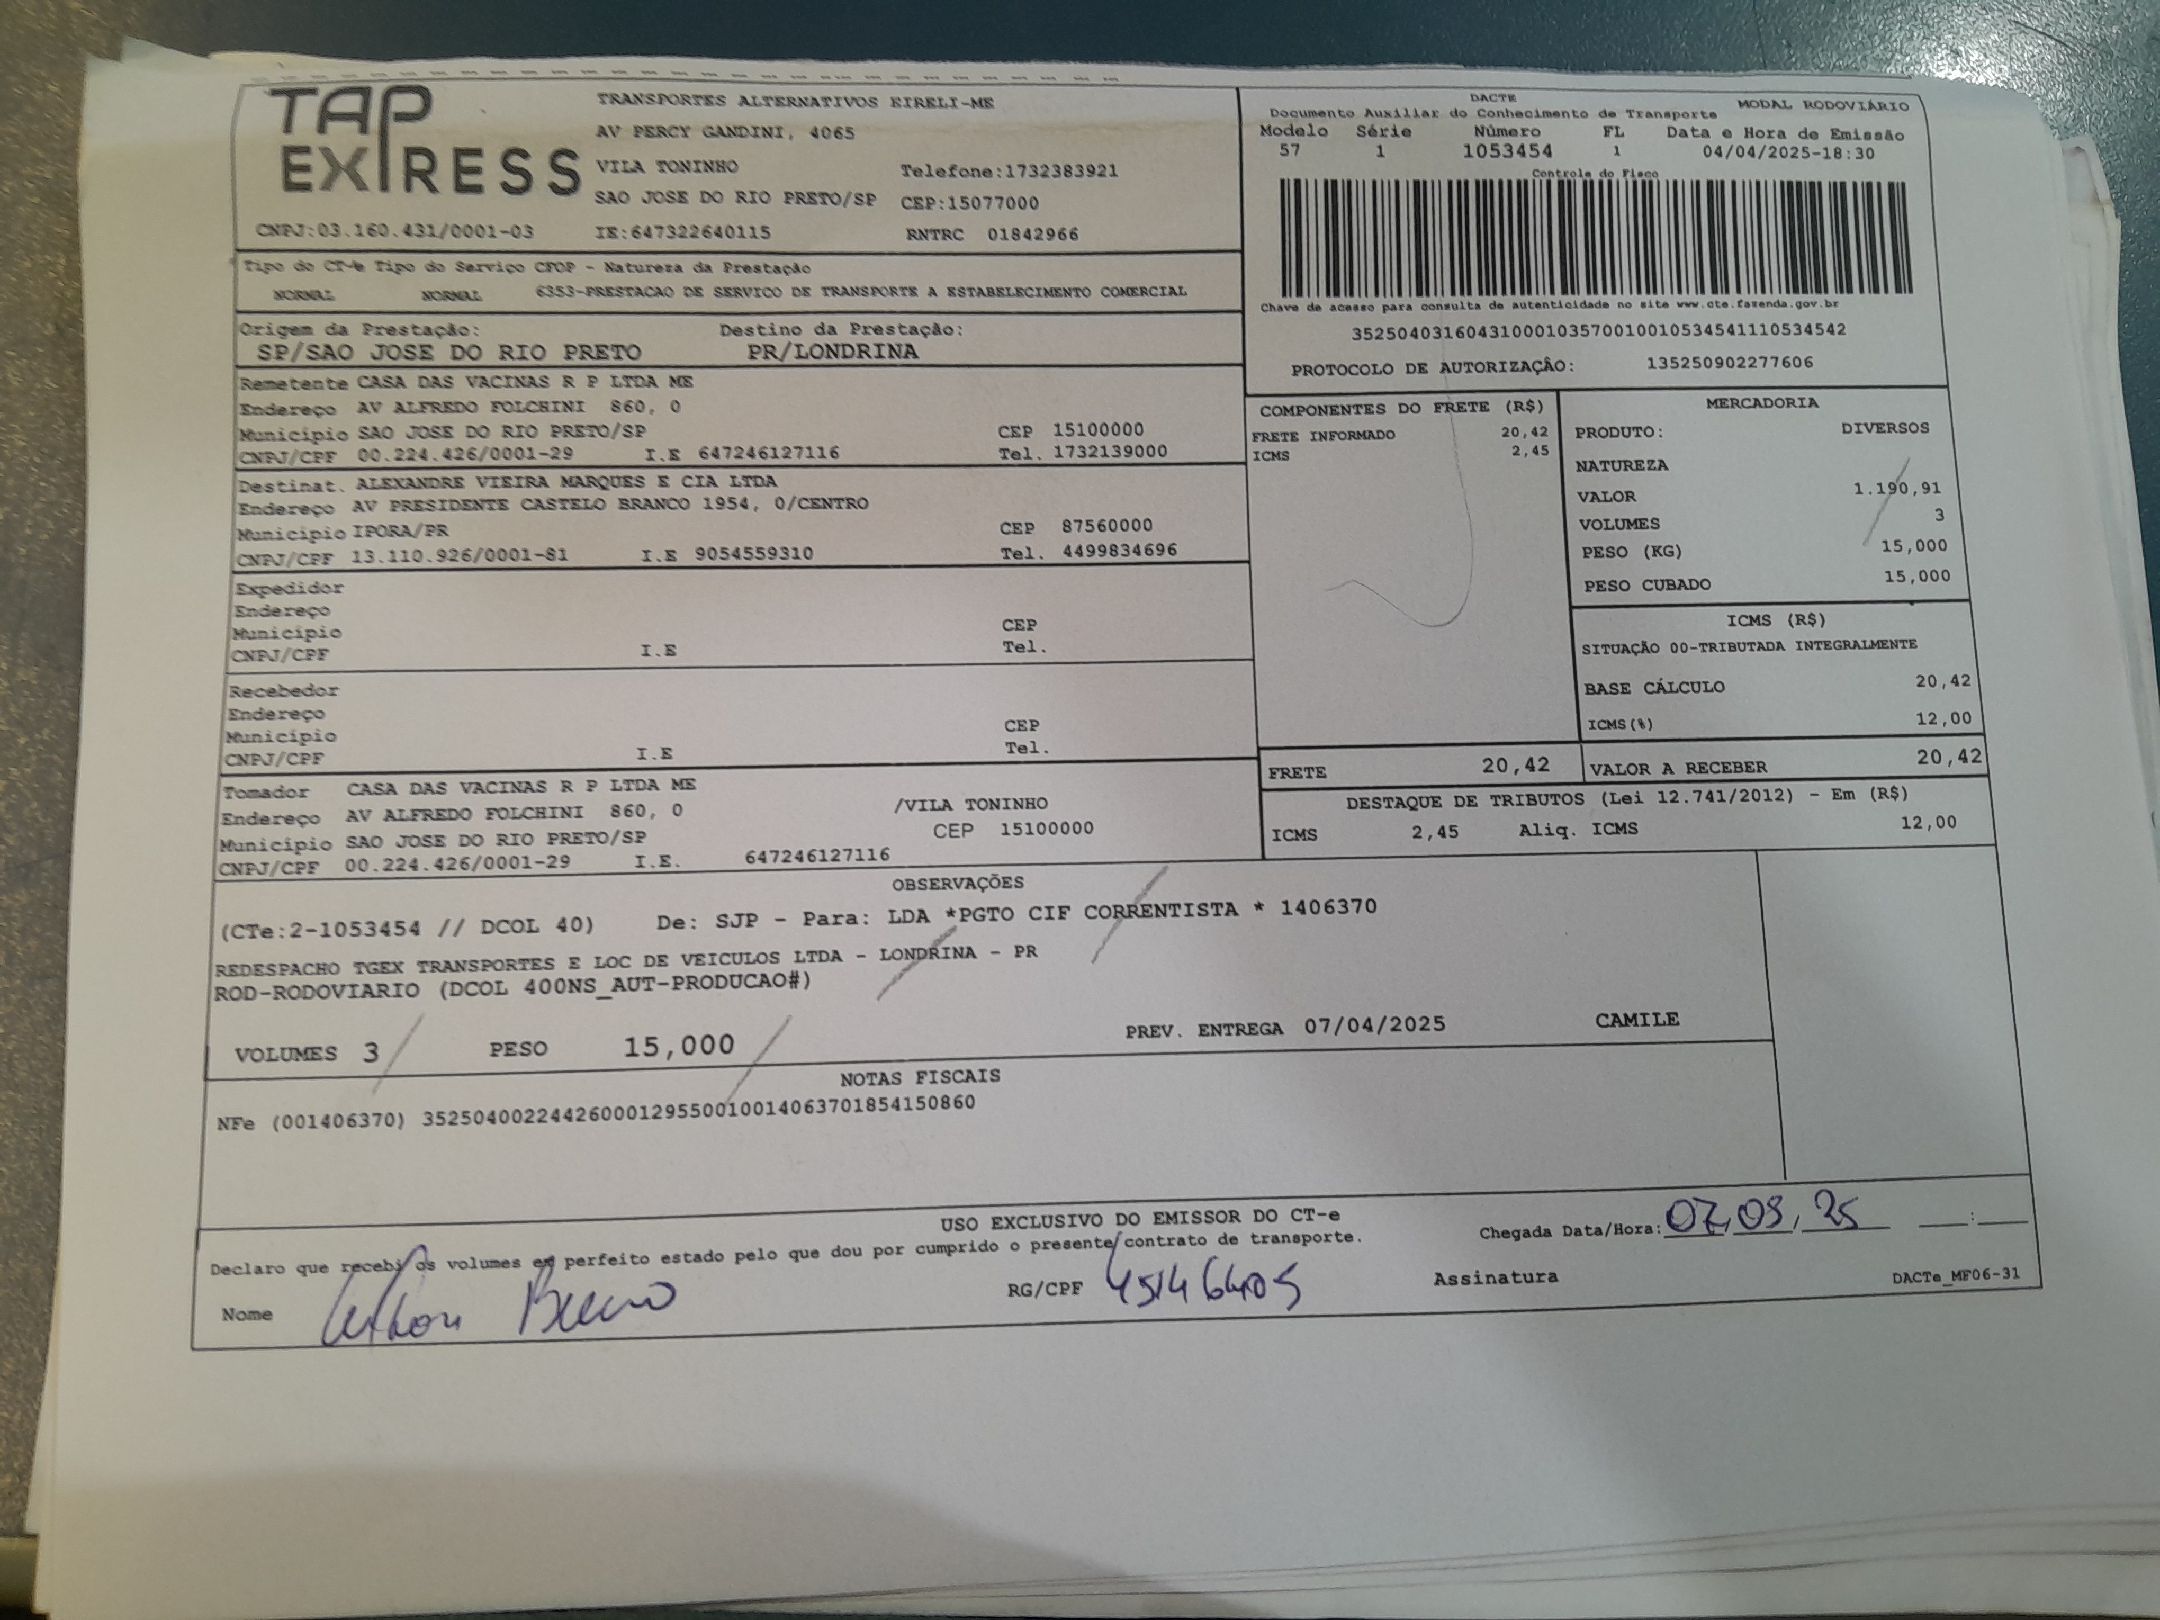 TAP EXPRESS
TRANSPORTES ALTERNATIVOS EIRELI-ME
AV PERCY GANDINI, 4065
VILA TONINHO Telefone:1732383921
SAO JOSE DO RIO PRETO/SP CEP:15077000
CNPJ:03.160.431/0001-03 IE:647322640115 RNTRC 01842966
DACTE
Documento Auxiliar do Conhecimento de Transporte MODAL RODOVIÁRIO
Modelo Série Número FL Data e Hora de Emissão
57 1 1053454 1 04/04/2025-18:30
Controle do Fisco
Chave de acesso para consulta de autenticidade no site www.cte.fazenda.gov.br
35250403160431000103570010010534541110534542
PROTOCOLO DE AUTORIZAÇÂO: 135250902277606
Tipo do CT-e Tipo do Serviço CFOP - Natureza da Prestação
NORMAL NORMAL 6353-PRESTACAO DE SERVICO DE TRANSPORTE A ESTABELECIMENTO COMERCIAL
Origem da Prestação: Destino da Prestação:
SP/SAO JOSE DO RIO PRETO PR/LONDRINA
Remetente CASA DAS VACINAS R P LTDA ME
Endereço AV ALFREDO FOLCHINI 860, 0
Município SAO JOSE DO RIO PRETO/SP CEP 15100000
CNPJ/CPF 00.224.426/0001-29 I.E 647246127116 Tel. 1732139000
Destinat. ALEXANDRE VIEIRA MARQUES E CIA LTDA
Endereço AV PRESIDENTE CASTELO BRANCO 1954, 0/CENTRO
Município IPORA/PR CEP 87560000
CNPJ/CPF 13.110.926/0001-81 I.E 9054559310 Tel. 4499834696
Expedidor
Endereço
Município CEP
CNPJ/CPF I.E Tel.
Recebedor
Endereço
Município CEP
CNPJ/CPF I.E Tel.
Tomador CASA DAS VACINAS R P LTDA ME
Endereço AV ALFREDO FOLCHINI 860, 0 /VILA TONINHO
Município SAO JOSE DO RIO PRETO/SP CEP 15100000
CNPJ/CPF 00.224.426/0001-29 I.E. 647246127116
COMPONENTES DO FRETE (R$)
FRETE INFORMADO 20,42
ICMS 2,45
MERCADORIA
PRODUTO: DIVERSOS
NATUREZA
VALOR 1.190,91
VOLUMES 3
PESO (KG) 15,000
PESO CUBADO 15,000
ICMS (R$)
SITUAÇÃO 00-TRIBUTADA INTEGRALMENTE
BASE CÁLCULO 20,42
ICMS(%) 12,00
FRETE 20,42 VALOR A RECEBER 20,42
DESTAQUE DE TRIBUTOS (Lei 12.741/2012) - Em (R$)
ICMS 2,45 Aliq. ICMS 12,00
OBSERVAÇÕES
(CTe:2-1053454 // DCOL 40) De: SJP - Para: LDA *PGTO CIF CORRENTISTA * 1406370
REDESPACHO TGEX TRANSPORTES E LOC DE VEICULOS LTDA - LONDRINA - PR
ROD-RODOVIARIO (DCOL 400NS_AUT-PRODUCAO#)
VOLUMES 3 PESO 15,000 PREV. ENTREGA 07/04/2025 CAMILE
NOTAS FISCAIS
NFe (001406370) 35250400224426000129550010014063701854150860
USO EXCLUSIVO DO EMISSOR DO CT-e
Declaro que recebi os volumes em perfeito estado pelo que dou por cumprido o presente contrato de transporte.
Chegada Data/Hora: __:__
Nome Bueno RG/CPF Assinatura DACTe_MF06-31